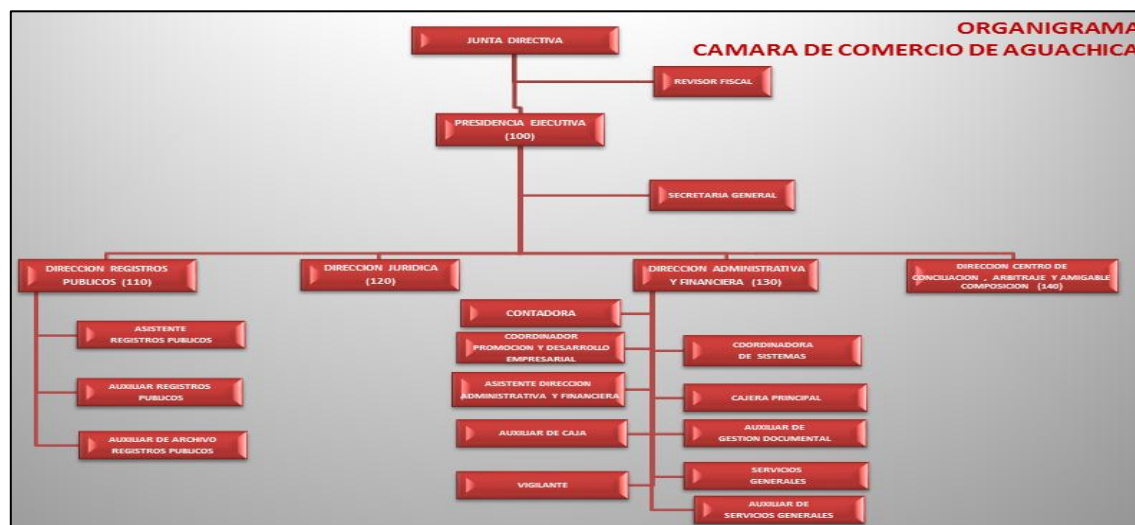 ORGANIGRAMA
CAMARA DE COMERCIO DE AGUACHICA
JUNTA DIRECTIVA
REVISOR FISCAL
PRESIDENCIA EJECUTIVA
(100)
SECRETARIA GENERAL
DIRECCION REGISTROS
PUBLICOS (110)
DIRECCION JURIDICA
(120)
DIRECCION ADMINISTRATIVA
Y FINANCIERA (130)
DIRECCION CENTRO DE
CONCILIACION , ARBITRAJE Y AMIGABLE
COMPOSICION (140)
ASISTENTE
REGISTROS PUBLICOS
AUXILIAR REGISTROS
PUBLICOS
AUXILIAR DE ARCHIVO
REGISTROS PUBLICOS
CONTADORA
COORDINADOR
PROMOCION Y DESARROLLO
EMPRESARIAL
ASISTENTE DIRECCION
ADMINISTRATIVA Y FINANCIERA
AUXILIAR DE CAJA
VIGILANTE
COORDINADORA
DE SISTEMAS
CAJERA PRINCIPAL
AUXILIAR DE
GESTION DOCUMENTAL
SERVICIOS
GENERALES
AUXILIAR DE
SERVICIOS GENERALES